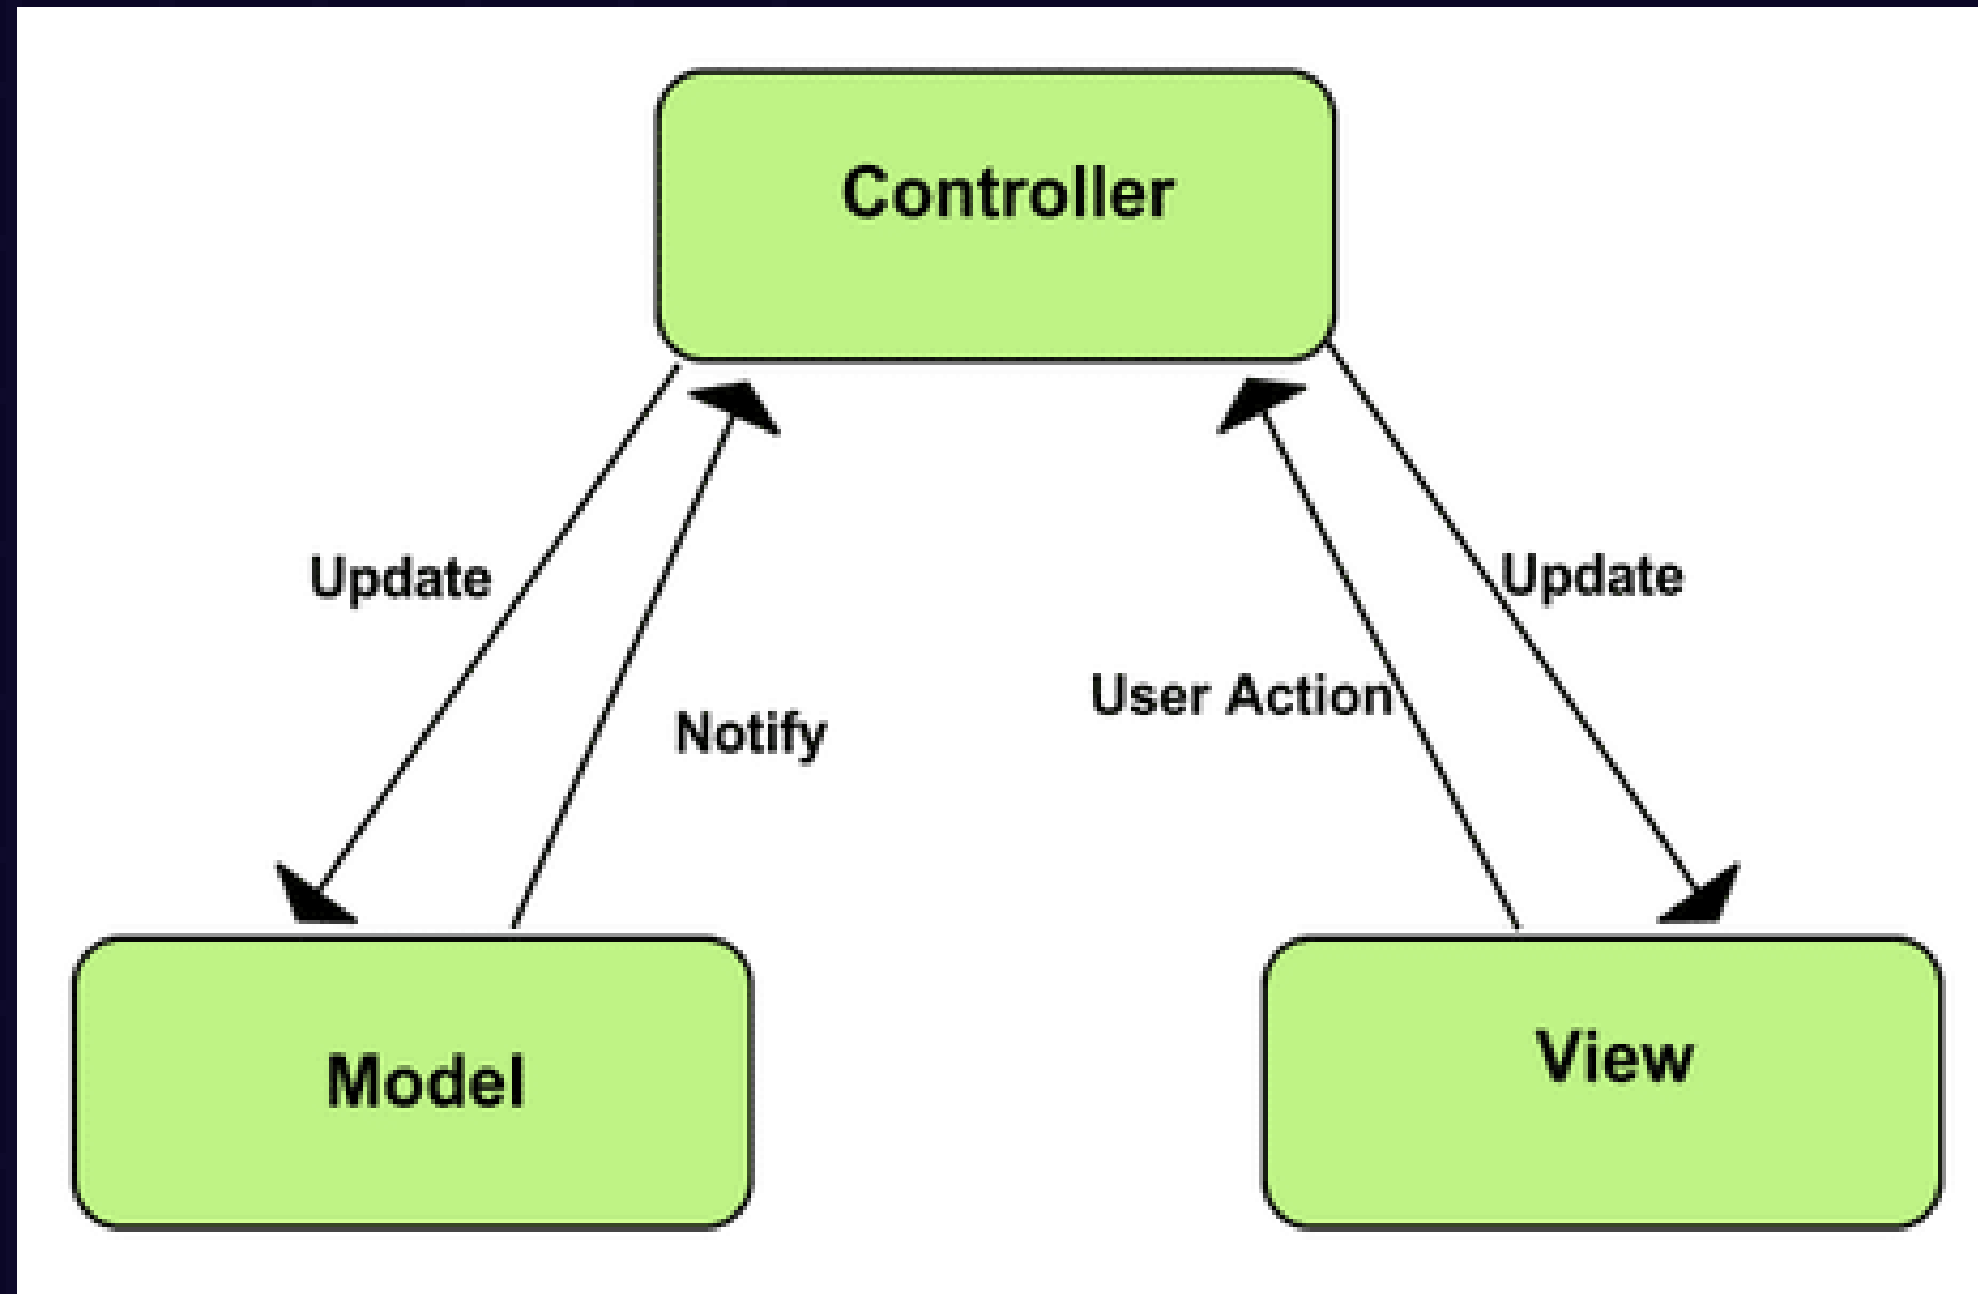 Controller
Update
Update
User Action
Notify
Model
View